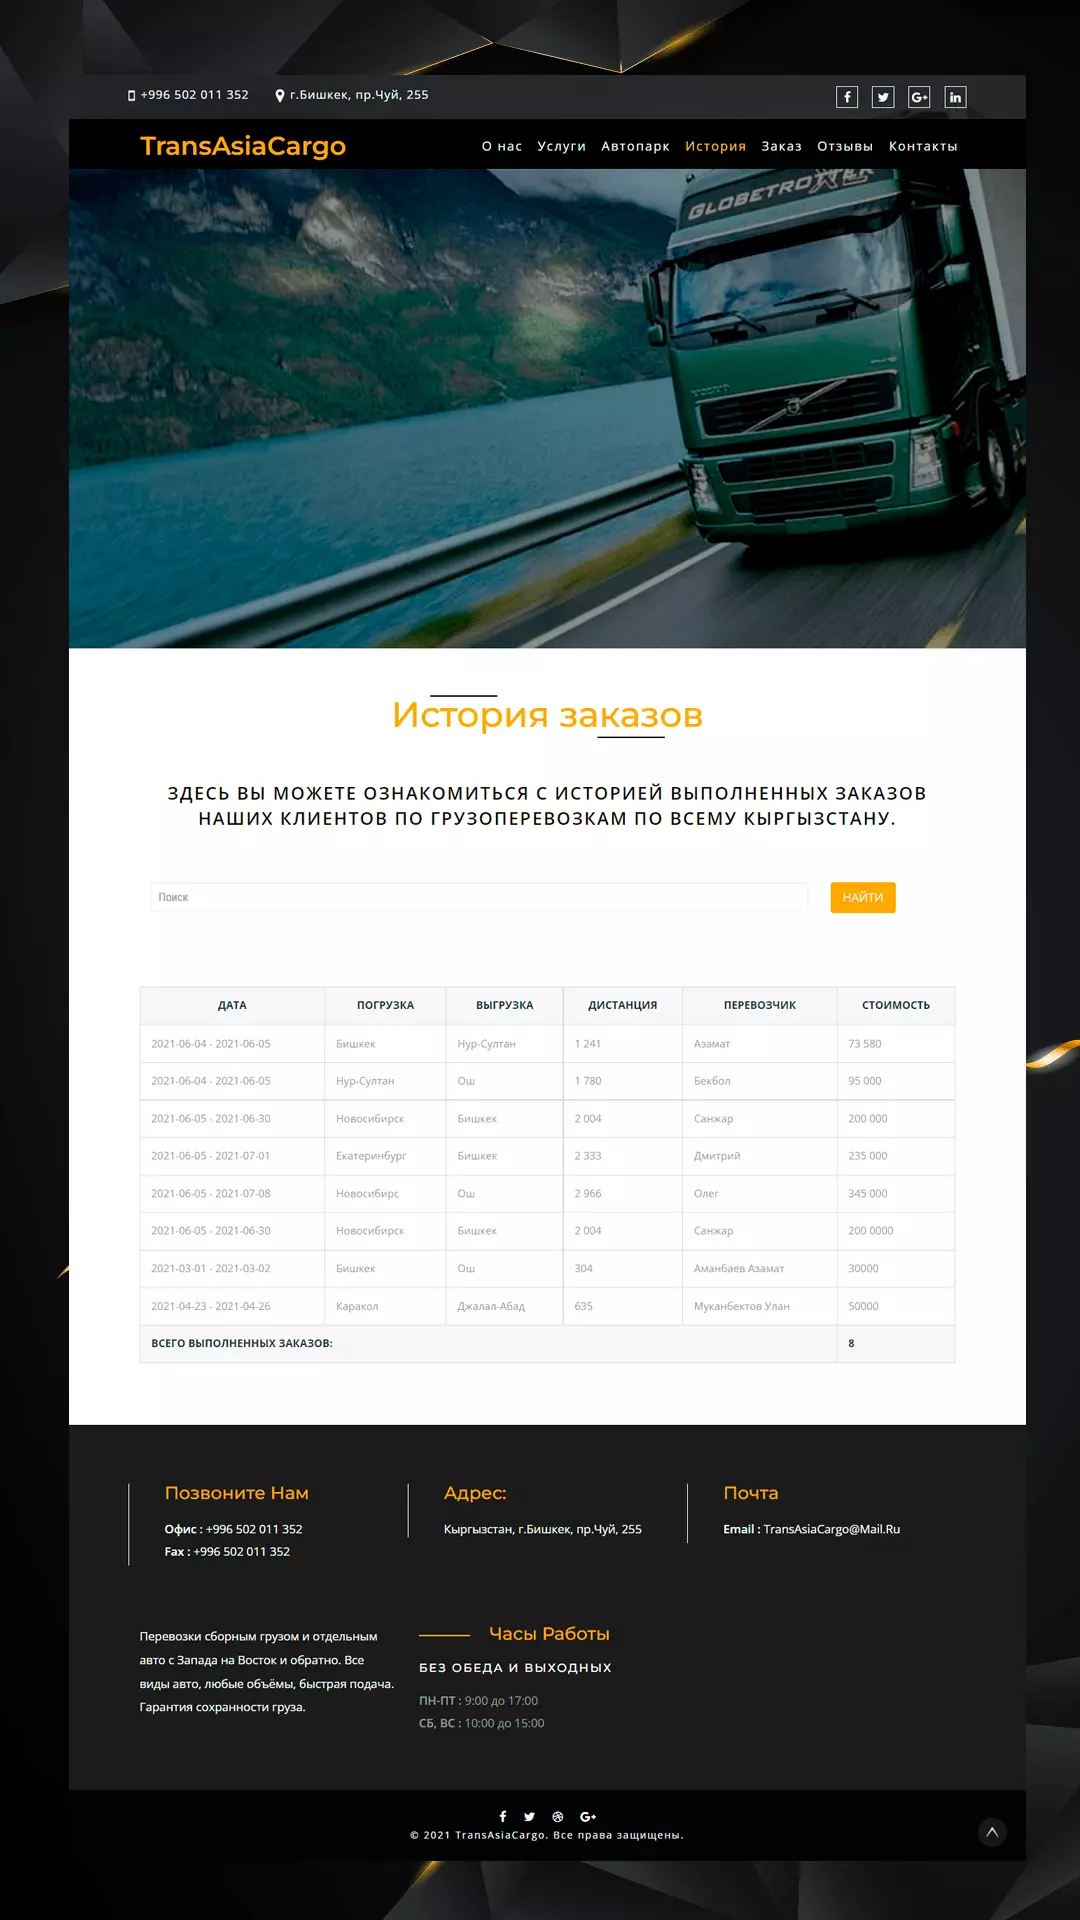 +996 502 011 352 г.Бишкек, пр.Чуй, 255
TransAsiaCargo О нас Услуги Автопарк История Заказ Отзывы Контакты
GLOBETROTTER
История заказов
ЗДЕСЬ ВЫ МОЖЕТЕ ОЗНАКОМИТЬСЯ С ИСТОРИЕЙ ВЫПОЛНЕННЫХ ЗАКАЗОВ
НАШИХ КЛИЕНТОВ ПО ГРУЗОПЕРЕВОЗКАМ ПО ВСЕМУ КЫРГЫЗСТАНУ.
Поиск НАЙТИ
ДАТА ПОГРУЗКА ВЫГРУЗКА ДИСТАНЦИЯ ПЕРЕВОЗЧИК СТОИМОСТЬ
2021-06-04 - 2021-06-05 Бишкек Нур-Султан 1 241 Азамат 73 580
2021-06-04 - 2021-06-05 Нур-Султан Ош 1 780 Бекбол 95 000
2021-06-05 - 2021-06-30 Новосибирск Бишкек 2 004 Санжар 200 000
2021-06-05 - 2021-07-01 Екатеринбург Бишкек 2 333 Дмитрий 235 000
2021-06-05 - 2021-07-08 Новосибирс Ош 2 966 Олег 345 000
2021-06-05 - 2021-06-30 Новосибирск Бишкек 2 004 Санжар 200 0000
2021-03-01 - 2021-03-02 Бишкек Ош 304 Аманбаев Азамат 30000
2021-04-23 - 2021-04-26 Каракол Джалал-Абад 635 Муканбектов Улан 50000
ВСЕГО ВЫПОЛНЕННЫХ ЗАКАЗОВ: 8
Позвоните Нам
Офис : +996 502 011 352
Fax : +996 502 011 352
Адрес:
Кыргызстан, г.Бишкек, пр.Чуй, 255
Почта
Email : TransAsiaCargo@Mail.Ru
Перевозки сборным грузом и отдельным
авто с Запада на Восток и обратно. Все
виды авто, любые объёмы, быстрая подача.
Гарантия сохранности груза.
Часы Работы
БЕЗ ОБЕДА И ВЫХОДНЫХ
ПН-ПТ : 9:00 до 17:00
СБ, ВС : 10:00 до 15:00
© 2021 TransAsiaCargo. Все права защищены.